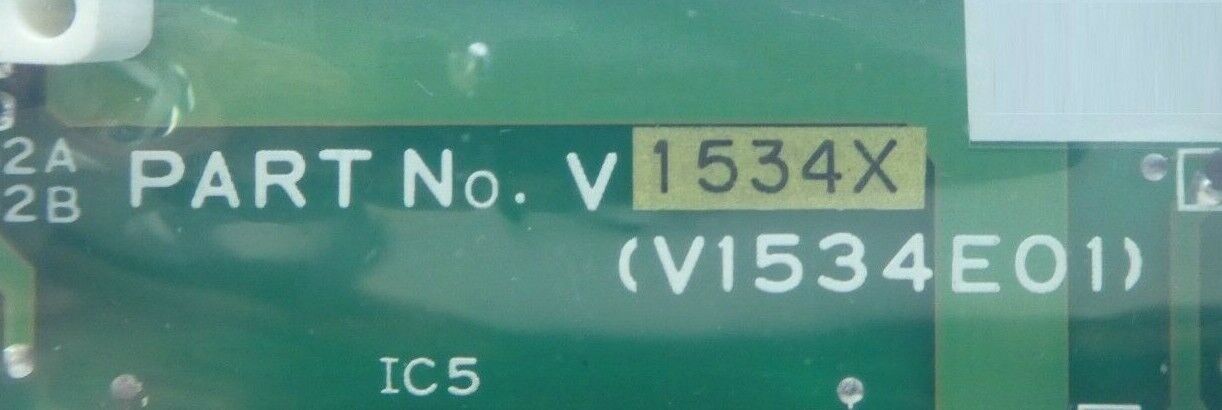 2A
2B
PART No. V 1534X
(V1534E01)
IC5